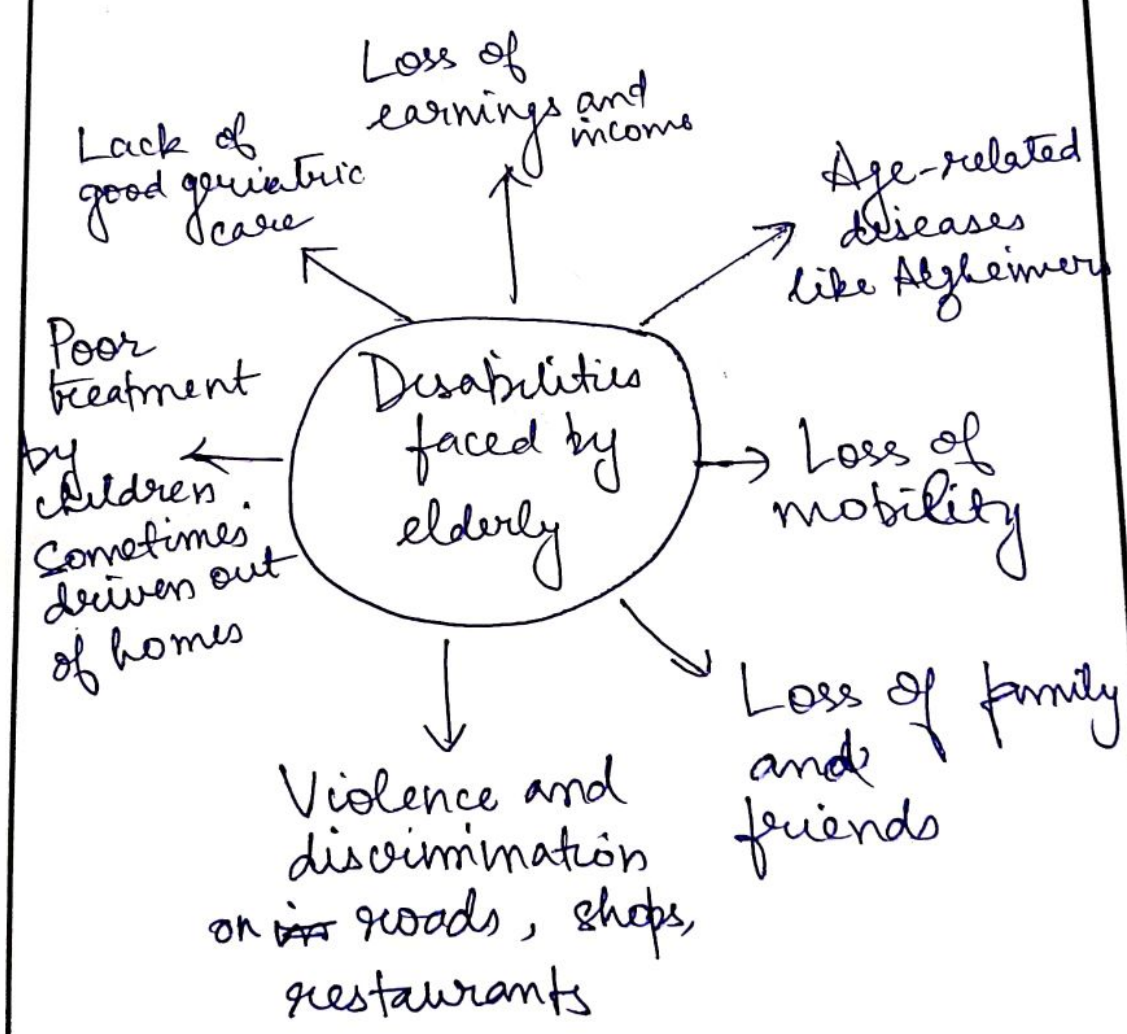 Disabilities
faced by
elderly
Loss of
earnings and
income
Age-related
diseases
like Alzheimers
Loss of
mobility
Loss of family
and
friends
Violence and
discrimination
on in roads, shops,
restaurants
Poor
treatment
by
children.
Sometimes
driven out
of homes
Lack of
good geriatric
care